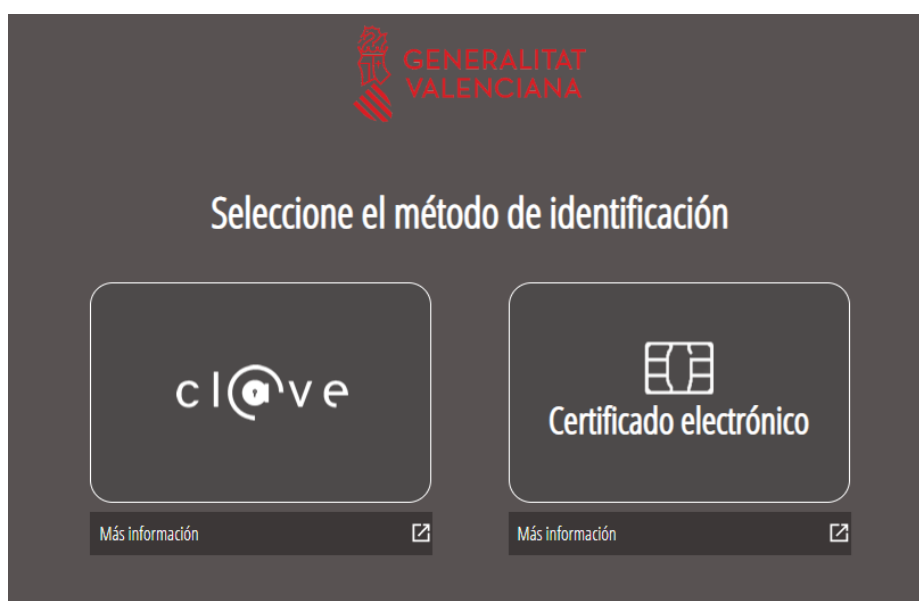 GENERALITAT
VALENCIANA
Seleccione el método de identificación
cl@ve
Certificado electrónico
Más información
Más información